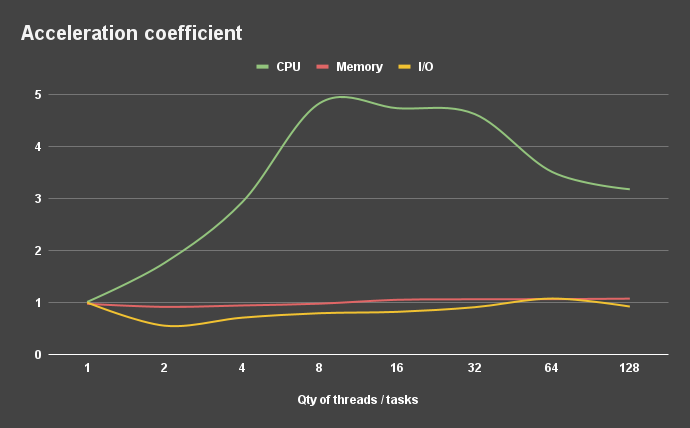 Acceleration coefficient
CPU Memory I/O
5
4
3
2
1
0
1 2 4 8 16 32 64 128
Qty of threads / tasks